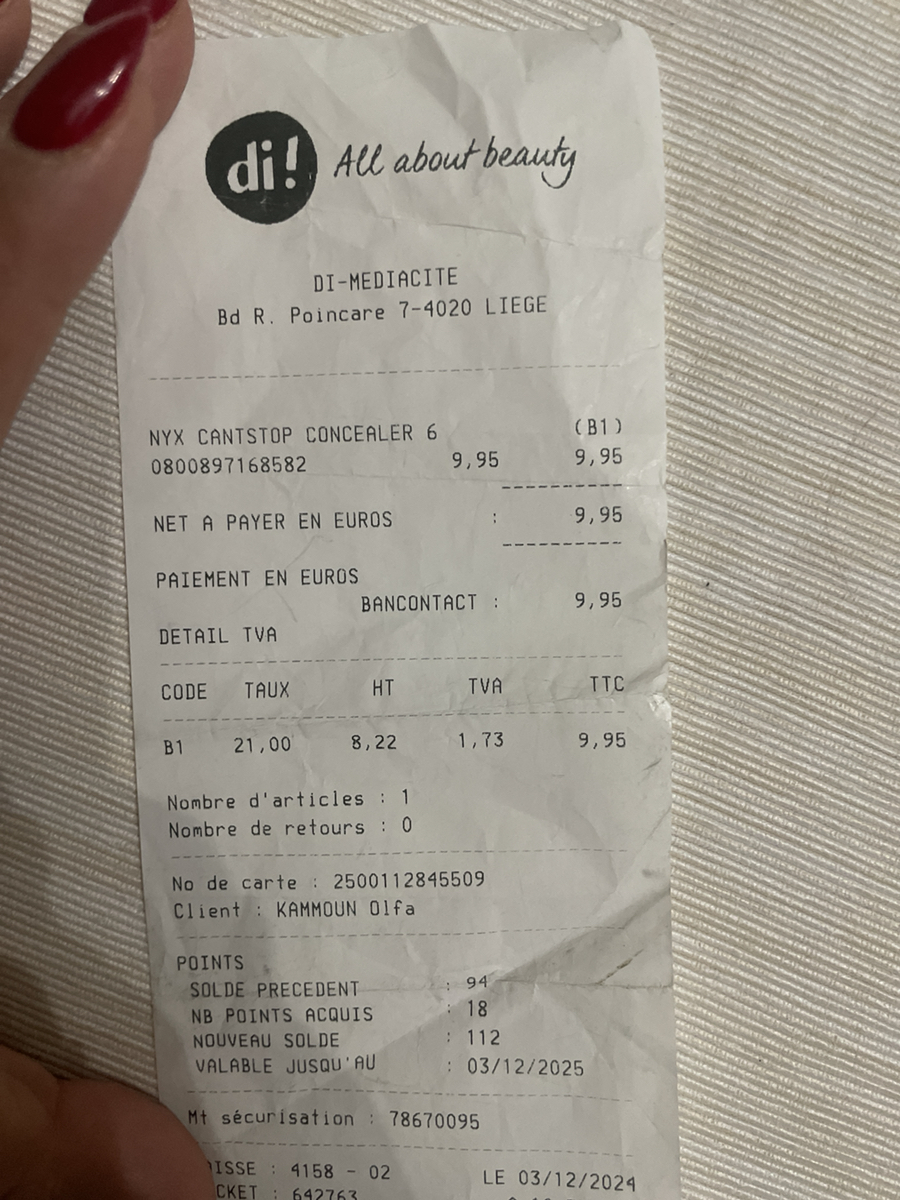 di! All about beauty
DI-MEDIACITE
Bd R. Poincare 7-4020 LIEGE
NYX CANTSTOP CONCEALER 6 (B1)
0800897168582 9,95 9,95
NET A PAYER EN EUROS : 9,95
PAIEMENT EN EUROS
BANCONTACT : 9,95
DETAIL TVA
CODE TAUX HT TVA TTC
B1 21,00 8,22 1,73 9,95
Nombre d'articles : 1
Nombre de retours : 0
No de carte : 2500112845509
Client : KAMMOUN Olfa
POINTS
SOLDE PRECEDENT : 94
NB POINTS ACQUIS : 18
NOUVEAU SOLDE : 112
VALABLE JUSQU'AU : 03/12/2025
Mt sécurisation : 78670095
ISSE : 4158 - 02 LE 03/12/2024
CKET : 642763